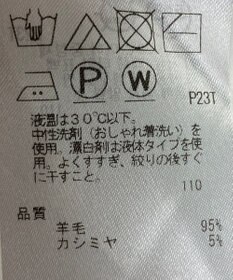 P W
P23T
液温は30℃以下。
中性洗剤(おしゃれ着洗い)を
使用。漂白剤は液体タイプを使
用。よくすすぎ、絞りの後すぐ
に干すこと。
110
品質
羊毛 95%
カシミヤ 5%